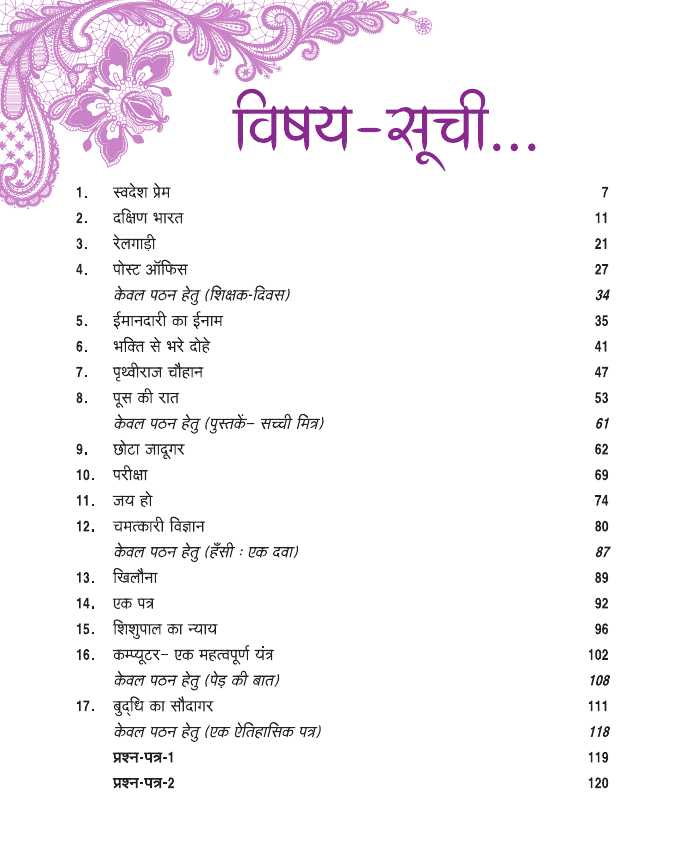 विषय-सूची...
1. स्वदेश प्रेम 7
2. दक्षिण भारत 11
3. रेलगाड़ी 21
4. पोस्ट ऑफिस 27
केवल पठन हेतु (शिक्षक-दिवस) 34
5. ईमानदारी का ईनाम 35
6. भक्ति से भरे दोहे 41
7. पृथ्वीराज चौहान 47
8. पूस की रात 53
केवल पठन हेतु (पुस्तकें– सच्ची मित्र) 61
9. छोटा जादूगर 62
10. परीक्षा 69
11. जय हो 74
12. चमत्कारी विज्ञान 80
केवल पठन हेतु (हँसी : एक दवा) 87
13. खिलौना 89
14. एक पत्र 92
15. शिशुपाल का न्याय 96
16. कम्प्यूटर– एक महत्वपूर्ण यंत्र 102
केवल पठन हेतु (पेड़ की बात) 108
17. बुद्‌धि का सौदागर 111
केवल पठन हेतु (एक ऐतिहासिक पत्र) 118
प्रश्न-पत्र-1 119
प्रश्न-पत्र-2 120